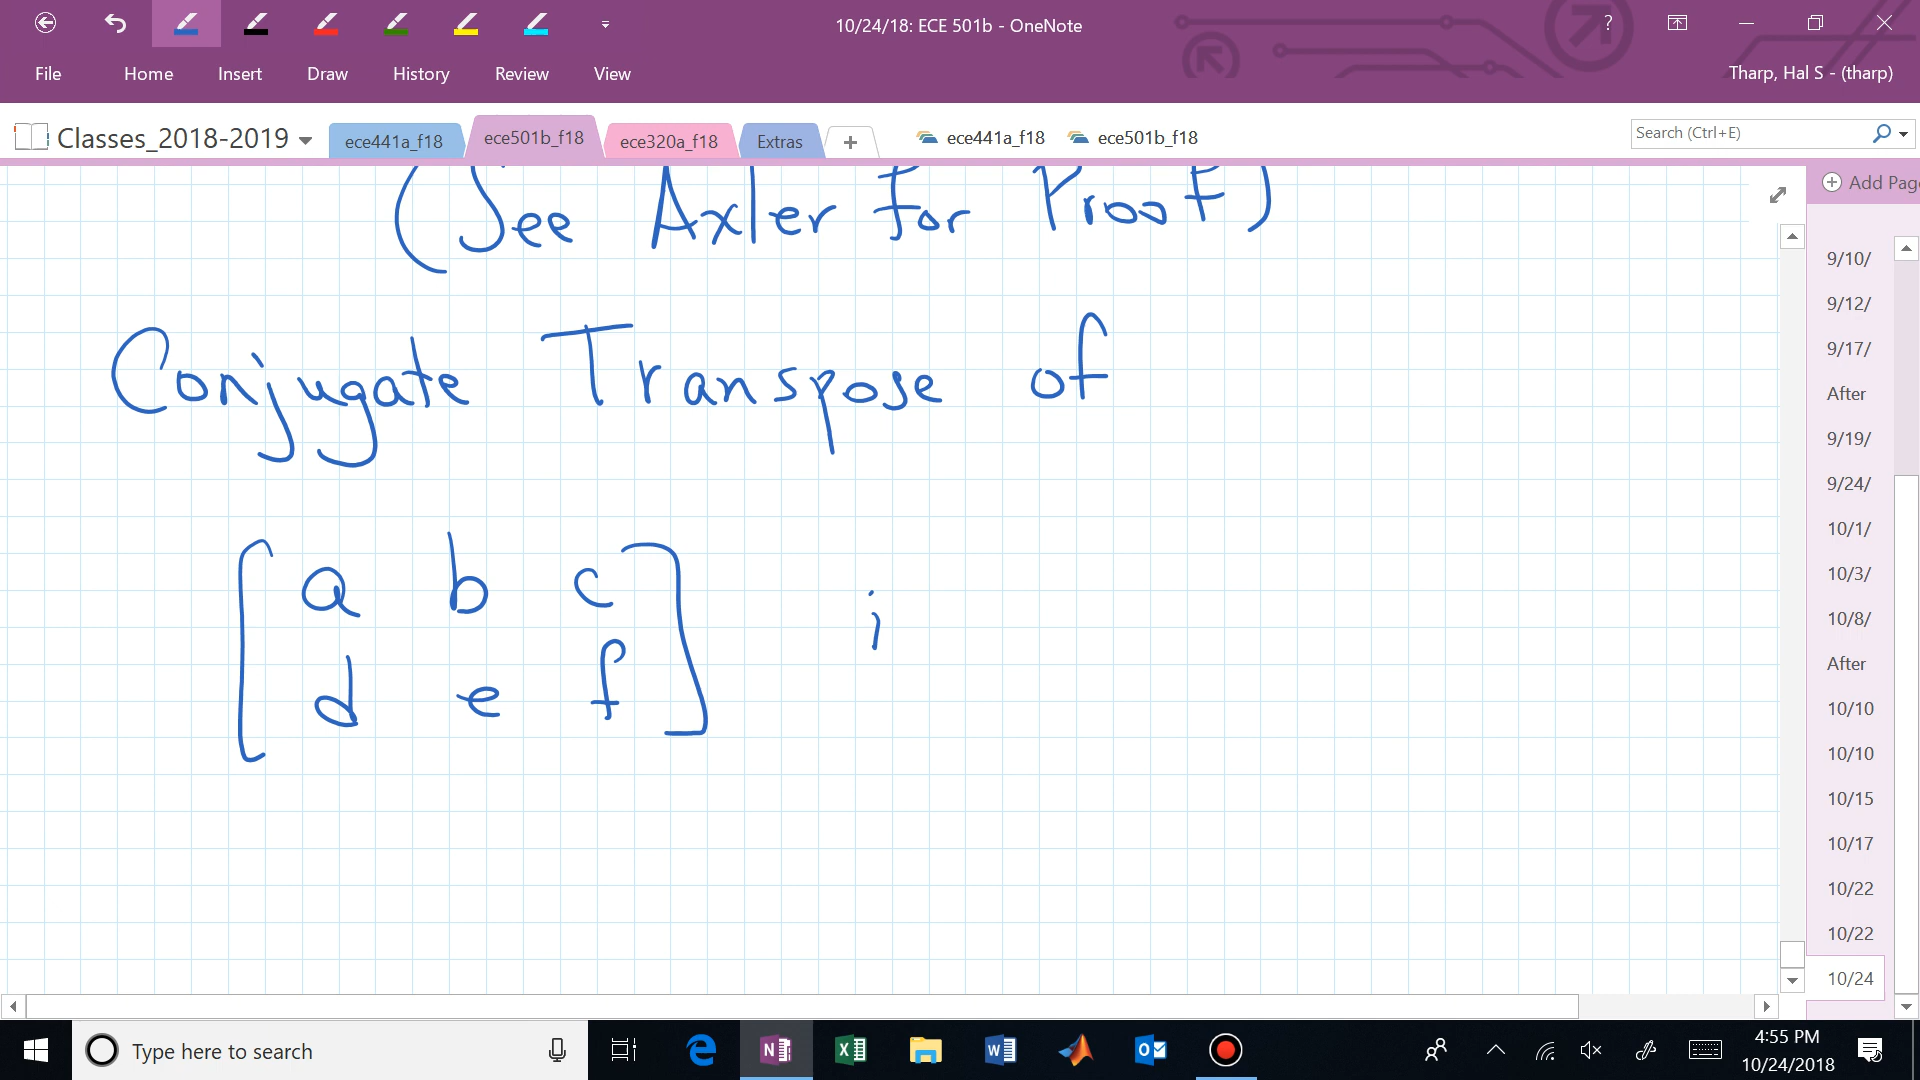 10/24/18: ECE 501b - OneNote
?
File Home Insert Draw History Review View
Tharp, Hal S - (tharp)
Classes_2018-2019 ece441a_f18 ece501b_f18 ece320a_f18 Extras + ece441a_f18 ece501b_f18
Search (Ctrl+E)
(See Axler for Proof)
Conjugate Transpose of
a b c
d e f
i
Add Pag
9/10/
9/12/
9/17/
After
9/19/
9/24/
10/1/
10/3/
10/8/
After
10/10
10/10
10/15
10/17
10/22
10/22
10/24
Type here to search
4:55 PM
10/24/2018